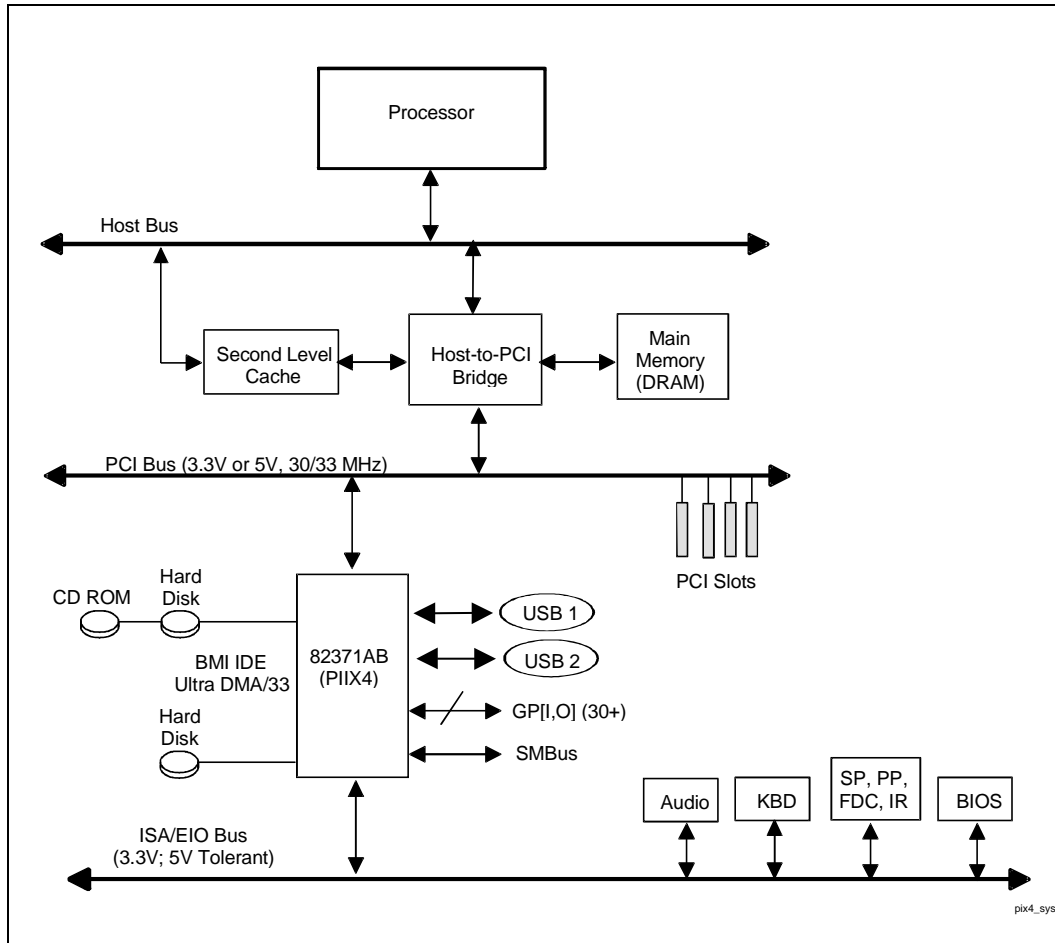 Processor
Host Bus
Second Level
Cache
Host-to-PCI
Bridge
Main
Memory
(DRAM)
PCI Bus (3.3V or 5V, 30/33 MHz)
PCI Slots
CD ROM
Hard
Disk
BMI IDE
Ultra DMA/33
Hard
Disk
82371AB
(PIIX4)
USB 1
USB 2
GP[I,O] (30+)
SMBus
Audio
KBD
SP, PP,
FDC, IR
BIOS
ISA/EIO Bus
(3.3V; 5V Tolerant)
pix4_sys